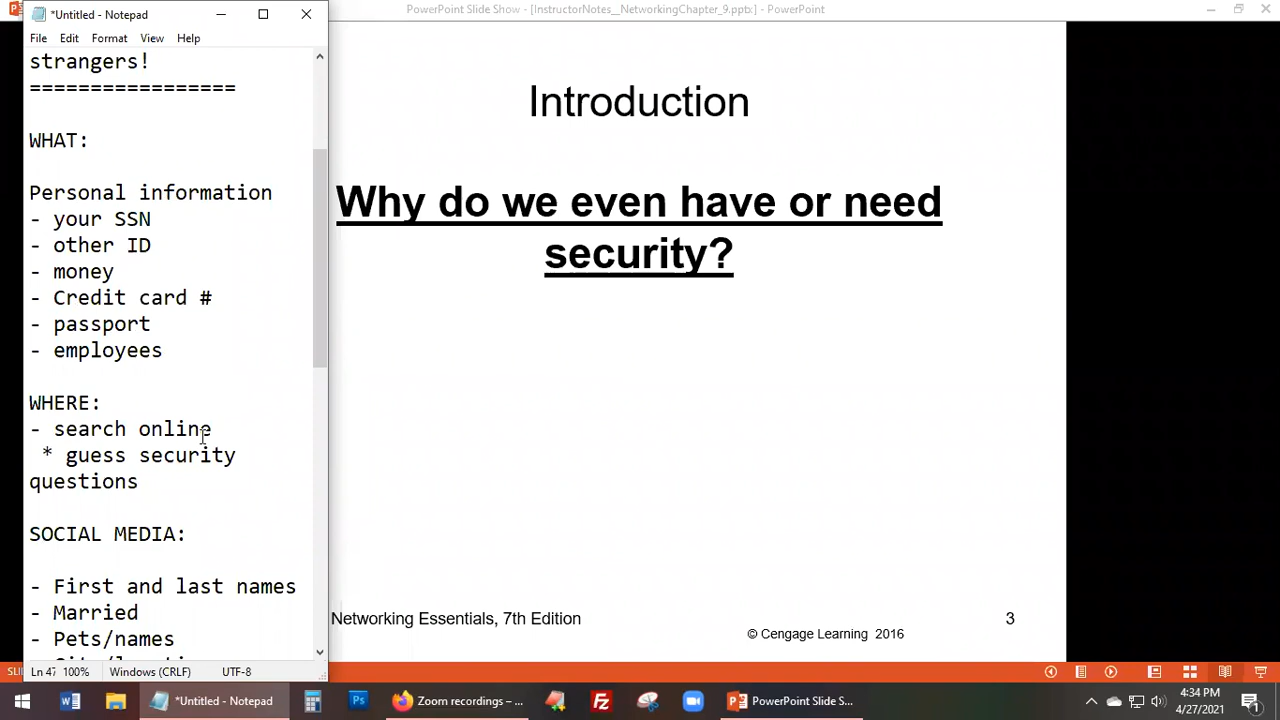 *Untitled - Notepad
File Edit Format View Help
strangers!
=================
WHAT:
Personal information
- your SSN
- other ID
- money
- Credit card #
- passport
- employees
WHERE:
- search online
* guess security
questions
SOCIAL MEDIA:
- First and last names
- Married
- Pets/names
Ln 47 100% Windows (CRLF) UTF-8
PowerPoint Slide Show - [InstructorNotes__NetworkingChapter_9.pptx:] - PowerPoint
Introduction
Why do we even have or need
security?
Networking Essentials, 7th Edition
© Cengage Learning 2016
3
*Untitled - Notepad
Zoom recordings – ...
PowerPoint Slide S...
4:34 PM
4/27/2021